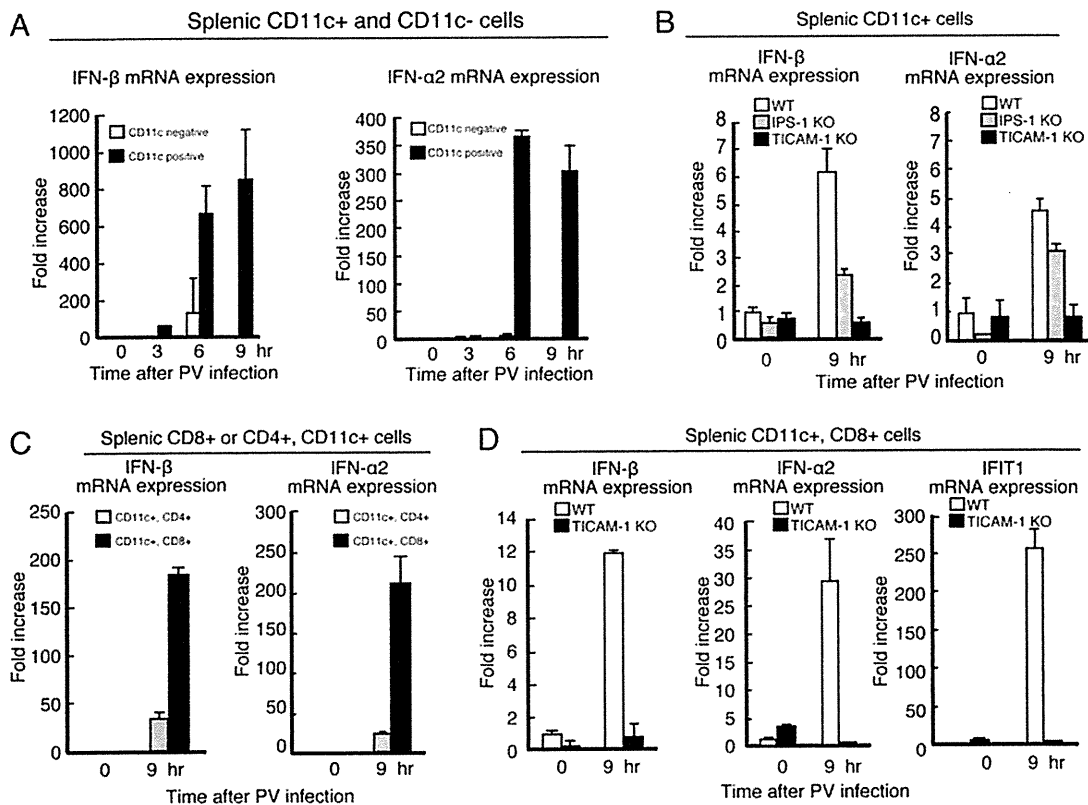 A
Splenic CD11c+ and CD11c- cells
IFN-β mRNA expression
1200
1000
800
600
400
200
0
Fold increase
CD11c negative
CD11c positive
0 3 6 9 hr
Time after PV infection
IFN-α2 mRNA expression
400
350
300
250
200
150
100
50
0
Fold increase
CD11c negative
CD11c positive
0 3 6 9 hr
Time after PV infection
B
Splenic CD11c+ cells
IFN-β
mRNA expression
WT
IPS-1 KO
TICAM-1 KO
8
7
6
5
4
3
2
1
0
Fold increase
0 9 hr
IFN-α2
mRNA expression
WT
IPS-1 KO
TICAM-1 KO
8
7
6
5
4
3
2
1
0
Fold increase
0 9 hr
Time after PV infection
C
Splenic CD8+ or CD4+, CD11c+ cells
IFN-β
mRNA expression
250
200
150
100
50
0
Fold increase
CD11c+, CD4+
CD11c+, CD8+
0 9 hr
IFN-α2
mRNA expression
300
250
200
150
100
50
0
Fold increase
CD11c+, CD4+
CD11c+, CD8+
0 9 hr
Time after PV infection
D
Splenic CD11c+, CD8+ cells
IFN-β
mRNA expression
WT
TICAM-1 KO
14
12
10
8
6
4
2
0
Fold increase
0 9 hr
IFN-α2
mRNA expression
WT
TICAM-1 KO
40
35
30
25
20
15
10
5
0
Fold increase
0 9 hr
IFIT1
mRNA expression
WT
TICAM-1 KO
300
250
200
150
100
50
0
Fold increase
0 9 hr
Time after PV infection